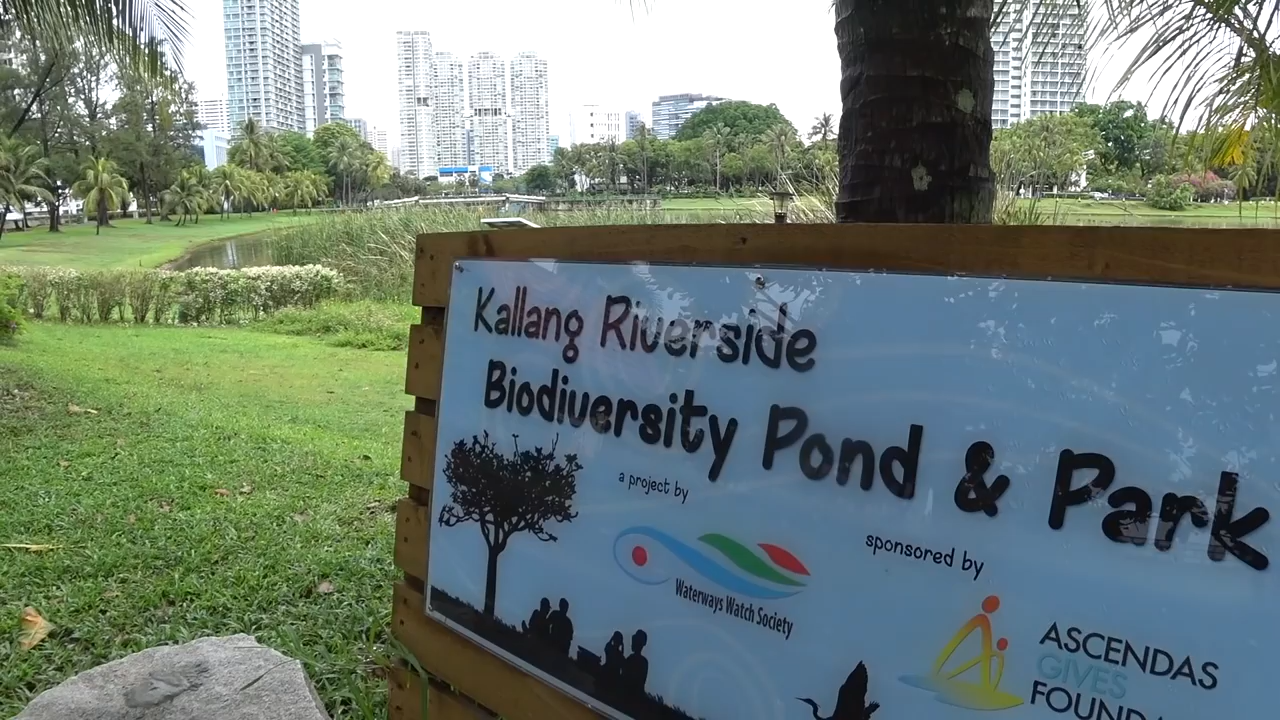 Kallang Riverside
Biodiversity Pond & Park
a project by
Waterways Watch Society
sponsored by
ASCENDAS
GIVES